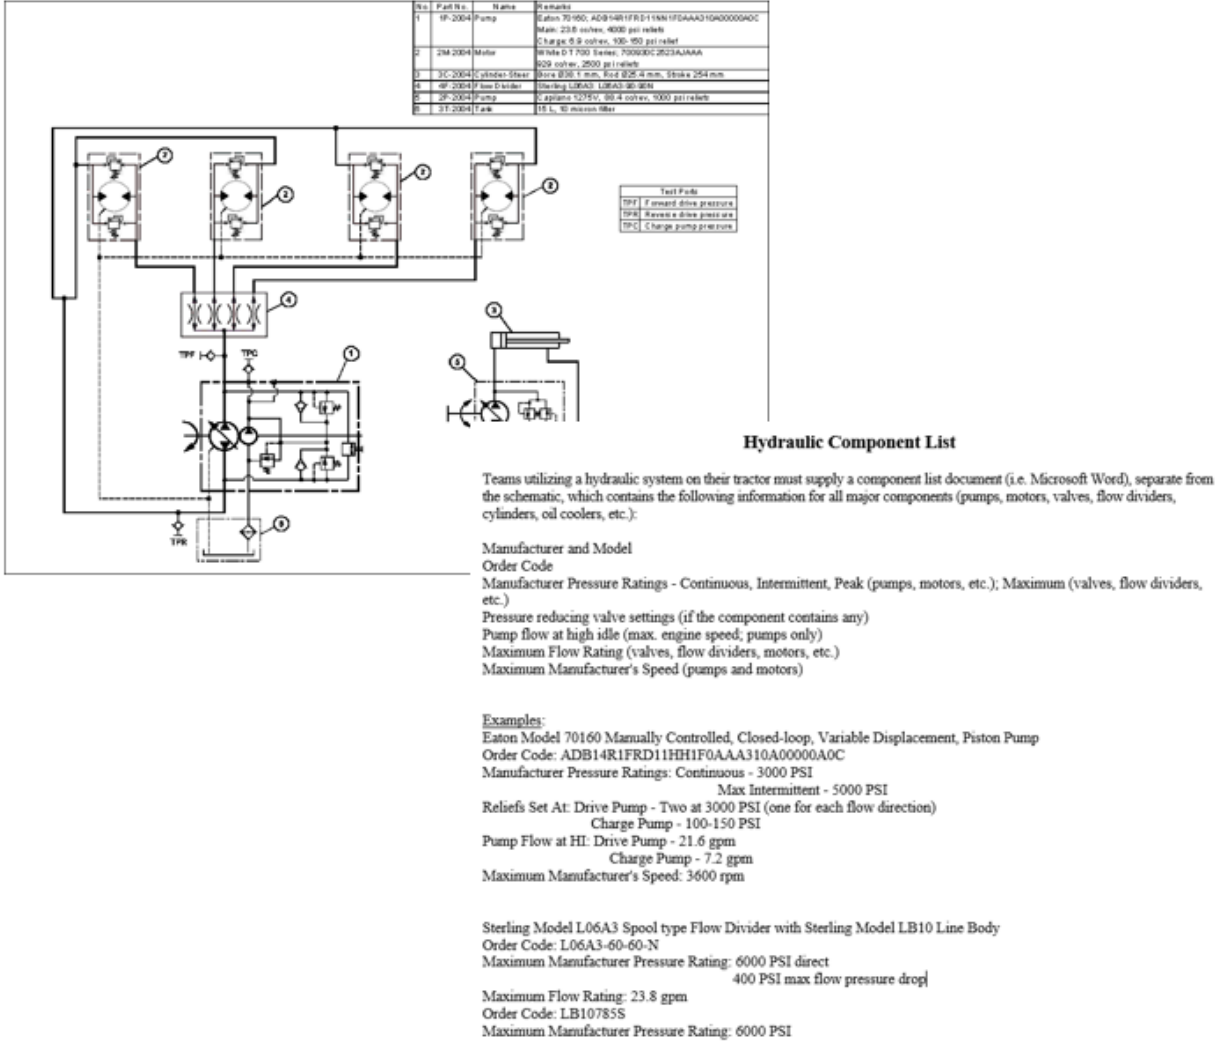 No. Part No. Name Remarks
1 1P-2004 Pump Eaton 70160; ADB14R1FRD11NN1F0AAA310A00000A0C
Main: 23.6 cc/rev, 4000 psi reliefs
Charge: 6.9 cc/rev, 100-150 psi relief
2 2M-2004 Motor White DT 700 Series;
929 cc/rev, 2500 psi reliefs
3 3C-2004 Cylinder-Steer Bore Ø38.1 mm, Rod Ø25.4 mm, Stroke 254 mm
4 4F-2004 Flow Divider Sterling L06A3; L06A3-90-90N
5 2P-2004 Pump Capilano 1275V, 88.4 cc/rev, 1000 psi reliefs
6 3T-2004 Tank 15 L, 10 micron filter
2
2
2
2
Test Ports
TPF Forward drive pressure
TPR Reverse drive pressure
TPC Charge pump pressure
4
3
TPF
TPC
1
5
TPR
6
Hydraulic Component List
Teams utilizing a hydraulic system on their tractor must supply a component list document (i.e. Microsoft Word), separate from
the schematic, which contains the following information for all major components (pumps, motors, valves, flow dividers,
cylinders, oil coolers, etc.):
Manufacturer and Model
Order Code
Manufacturer Pressure Ratings - Continuous, Intermittent, Peak (pumps, motors, etc.); Maximum (valves, flow dividers,
etc.)
Pressure reducing valve settings (if the component contains any)
Pump flow at high idle (max. engine speed; pumps only)
Maximum Flow Rating (valves, flow dividers, motors, etc.)
Maximum Manufacturer's Speed (pumps and motors)
Examples:
Eaton Model 70160 Manually Controlled, Closed-loop, Variable Displacement, Piston Pump
Order Code: ADB14R1FRD11HH1F0AAA310A00000A0C
Manufacturer Pressure Ratings: Continuous - 3000 PSI
Max Intermittent - 5000 PSI
Reliefs Set At: Drive Pump - Two at 3000 PSI (one for each flow direction)
Charge Pump - 100-150 PSI
Pump Flow at HI: Drive Pump - 21.6 gpm
Charge Pump - 7.2 gpm
Maximum Manufacturer's Speed: 3600 rpm
Sterling Model L06A3 Spool type Flow Divider with Sterling Model LB10 Line Body
Order Code: L06A3-60-60-N
Maximum Manufacturer Pressure Rating: 6000 PSI direct
400 PSI max flow pressure drop
Maximum Flow Rating: 23.8 gpm
Order Code: LB10785S
Maximum Manufacturer Pressure Rating: 6000 PSI